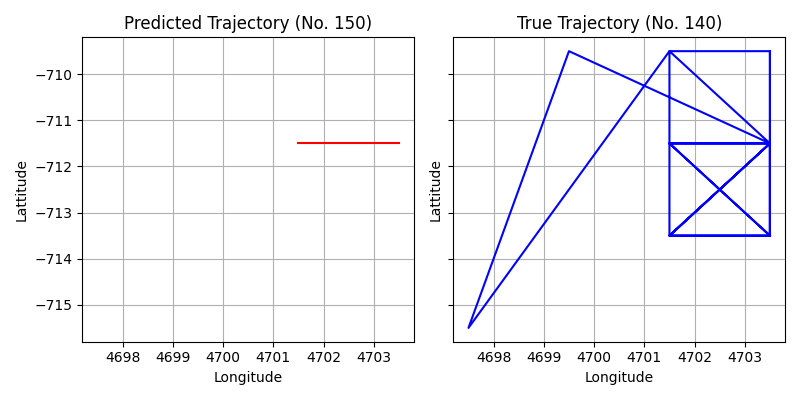 Predicted Trajectory (No. 150)
True Trajectory (No. 140)
Lattitude
−710
−711
−712
−713
−714
−715
4698 4699 4700 4701 4702 4703
Longitude
Lattitude
4698 4699 4700 4701 4702 4703
Longitude